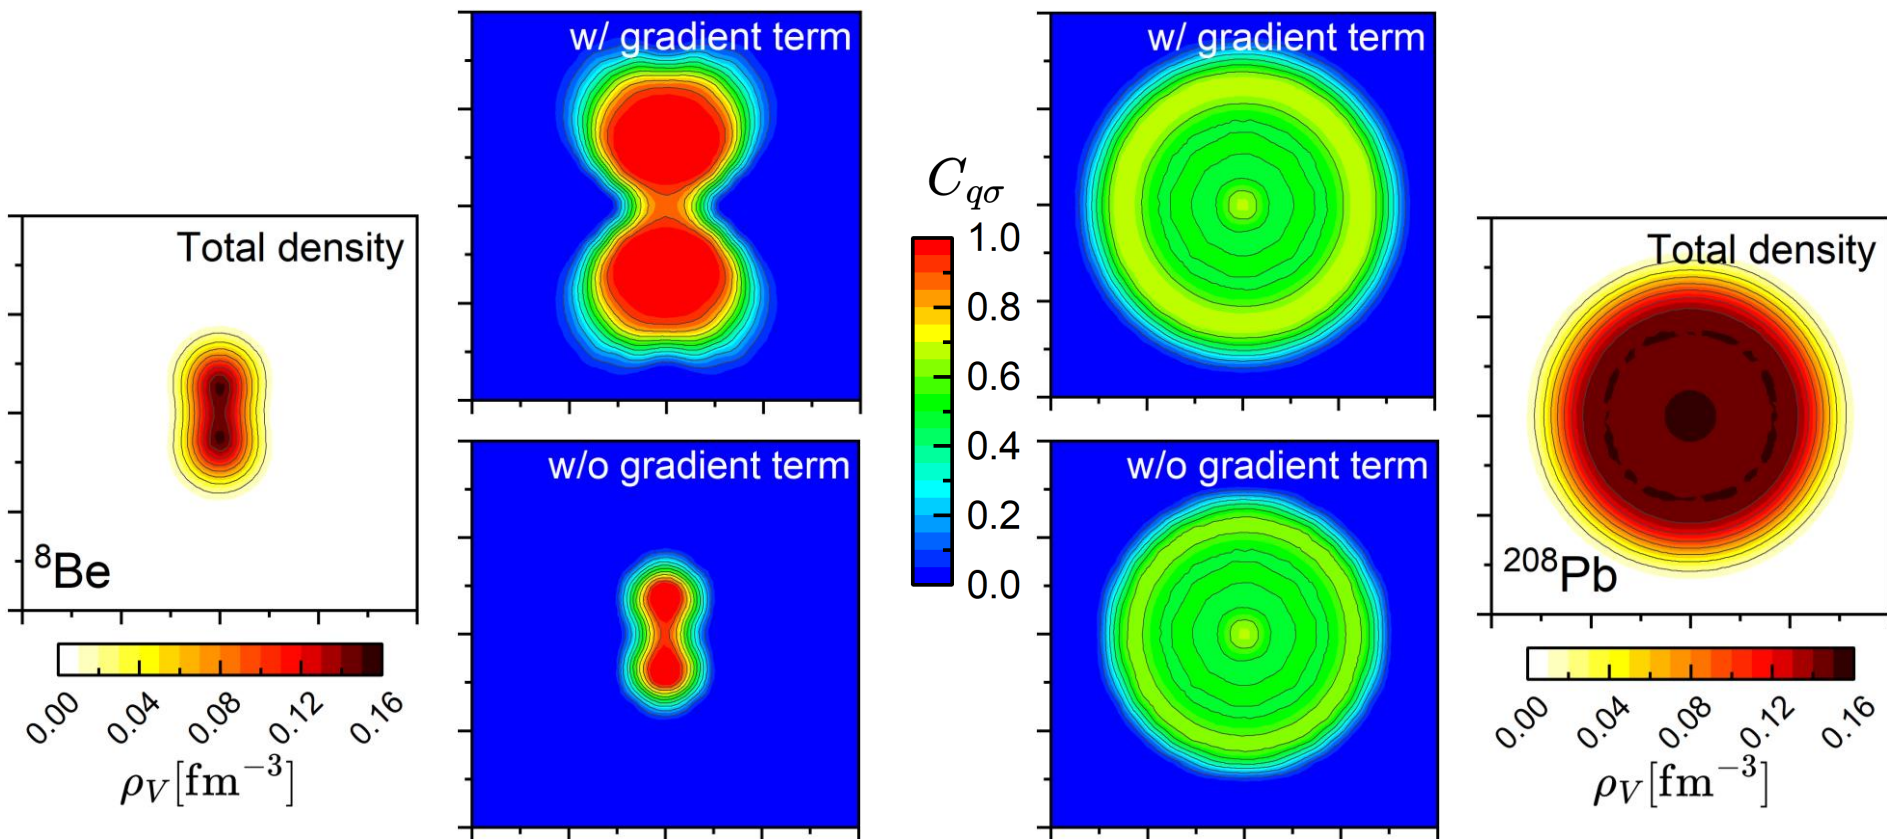 Total density
⁸Be
0.00 0.04 0.08 0.12 0.16
ρ_V [fm⁻³]
w/ gradient term
w/o gradient term
C_{qσ}
1.0
0.8
0.6
0.4
0.2
0.0
w/ gradient term
w/o gradient term
Total density
²⁰⁸Pb
0.00 0.04 0.08 0.12 0.16
ρ_V [fm⁻³]